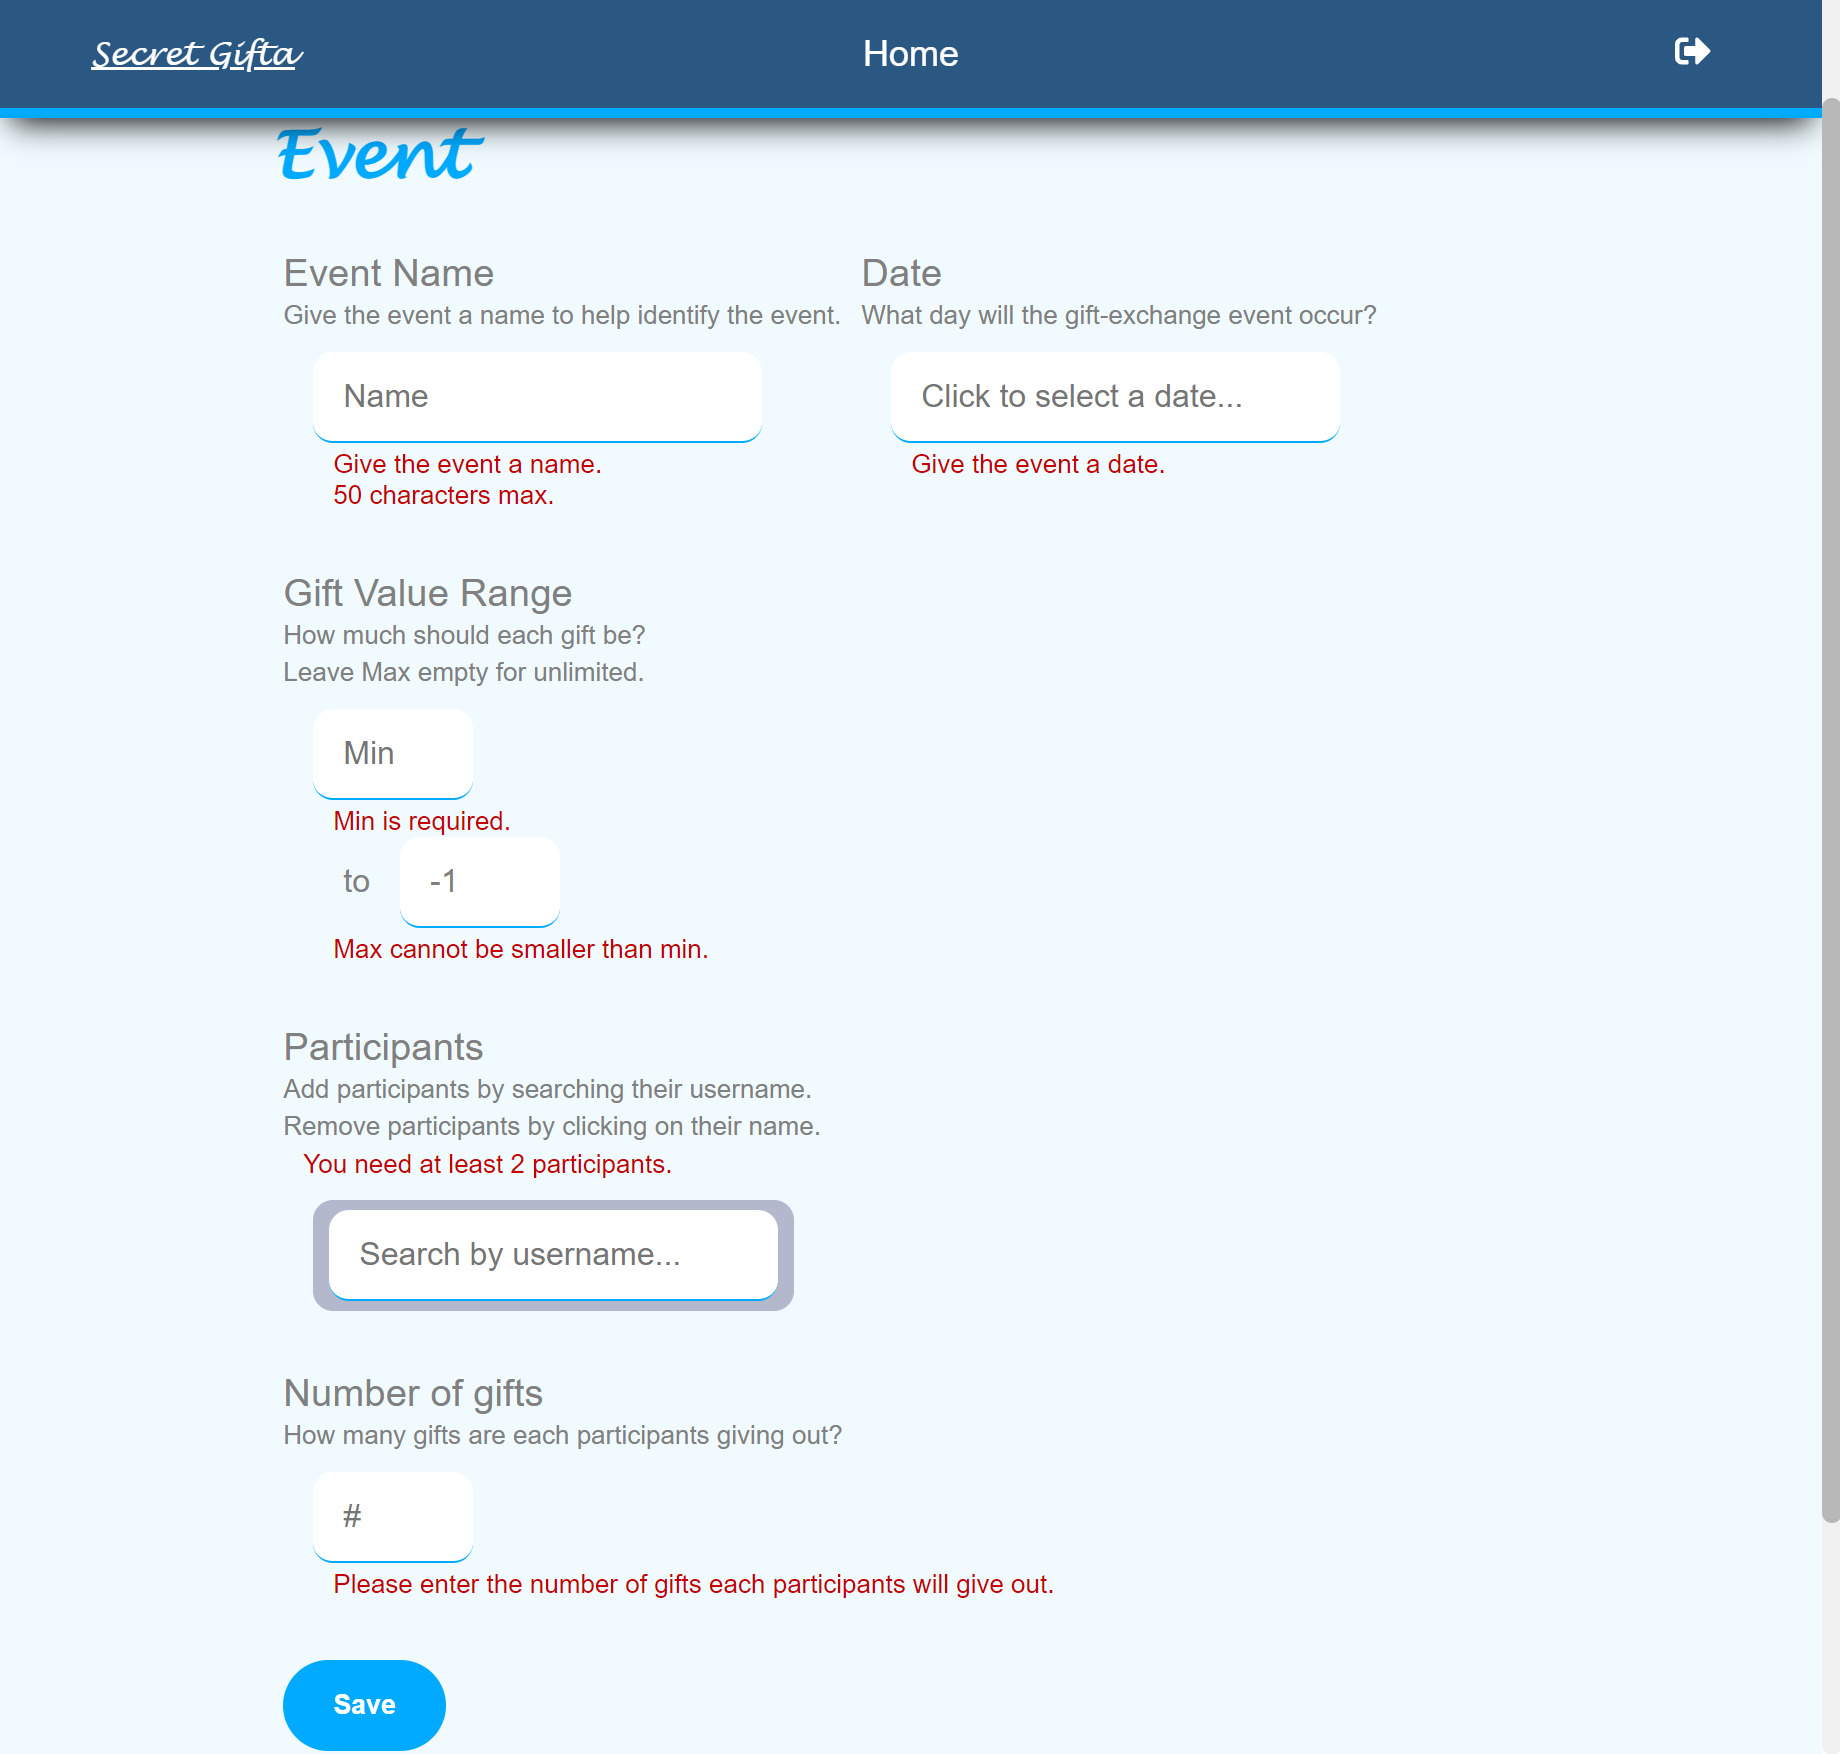 Secret Gifta
Home
Event
Event Name
Give the event a name to help identify the event.
Name
Give the event a name.
50 characters max.
Date
What day will the gift-exchange event occur?
Click to select a date...
Give the event a date.
Gift Value Range
How much should each gift be?
Leave Max empty for unlimited.
Min
Min is required.
to -1
Max cannot be smaller than min.
Participants
Add participants by searching their username.
Remove participants by clicking on their name.
You need at least 2 participants.
Search by username...
Number of gifts
How many gifts are each participants giving out?
#
Please enter the number of gifts each participants will give out.
Save